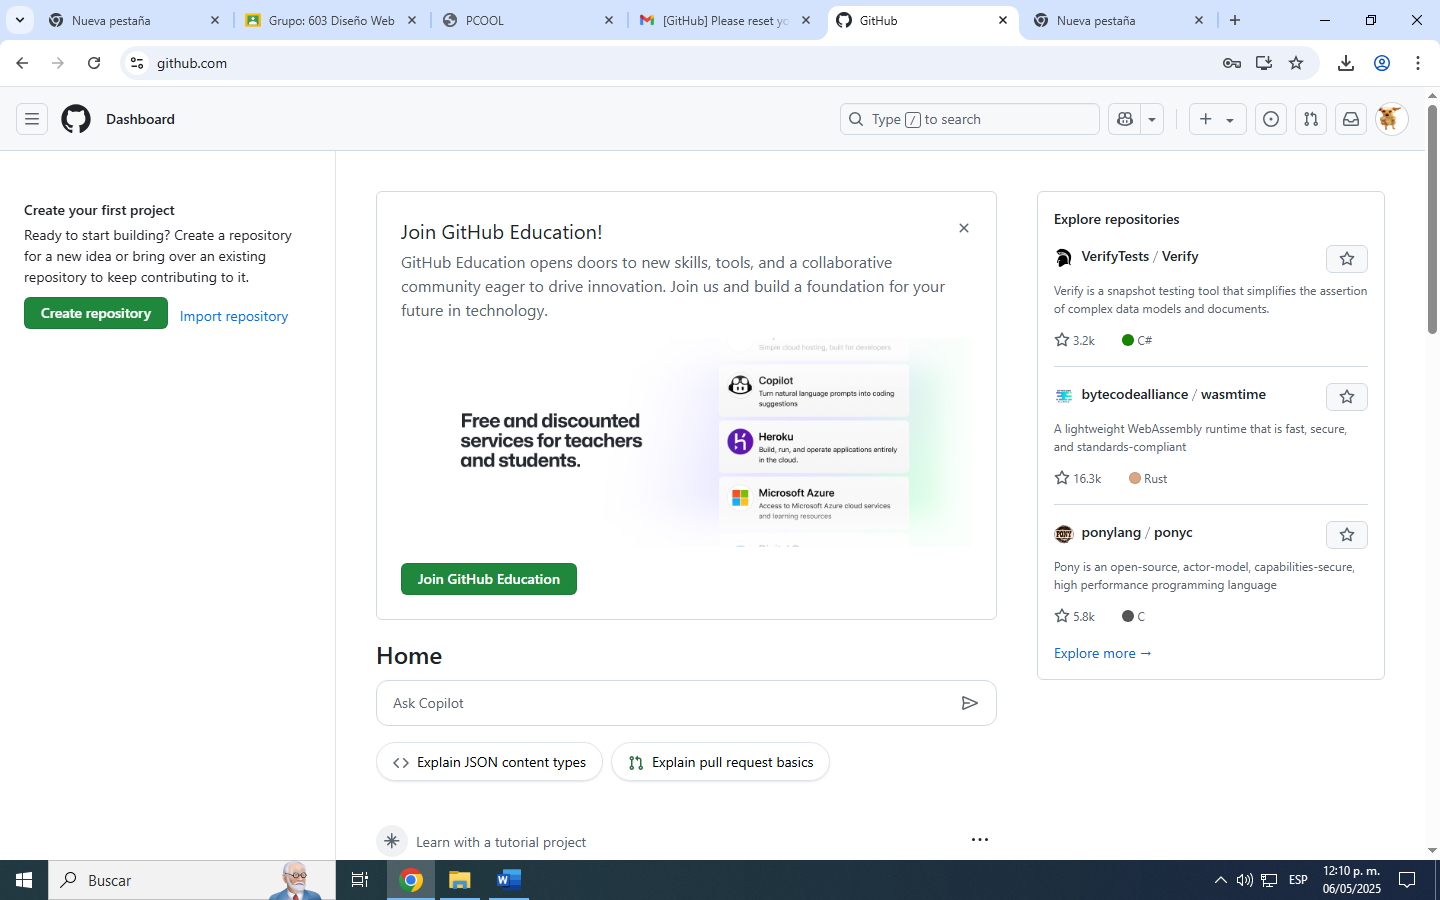 Nueva pestaña
Grupo: 603 Diseño Web
PCOOL
[GitHub] Please reset yo
GitHub
Nueva pestaña
github.com
Dashboard
Type / to search
Create your first project
Ready to start building? Create a repository
for a new idea or bring over an existing
repository to keep contributing to it.
Create repository
Import repository
Join GitHub Education!
GitHub Education opens doors to new skills, tools, and a collaborative
community eager to drive innovation. Join us and build a foundation for your
future in technology.
Free and discounted
services for teachers
and students.
Simple cloud hosting, built for developers
Copilot
Turn natural language prompts into coding
suggestions
Heroku
Build, run, and operate applications entirely
in the cloud.
Microsoft Azure
Access to Microsoft Azure cloud services
and learning resources
Join GitHub Education
Home
Ask Copilot
Explain JSON content types
Explain pull request basics
Learn with a tutorial project
Explore repositories
VerifyTests / Verify
Verify is a snapshot testing tool that simplifies the assertion
of complex data models and documents.
3.2k
C#
bytecodealliance / wasmtime
A lightweight WebAssembly runtime that is fast, secure,
and standards-compliant
16.3k
Rust
ponylang / ponyc
Pony is an open-source, actor-model, capabilities-secure,
high performance programming language
5.8k
C
Explore more →
Buscar
ESP
12:10 p. m.
06/05/2025